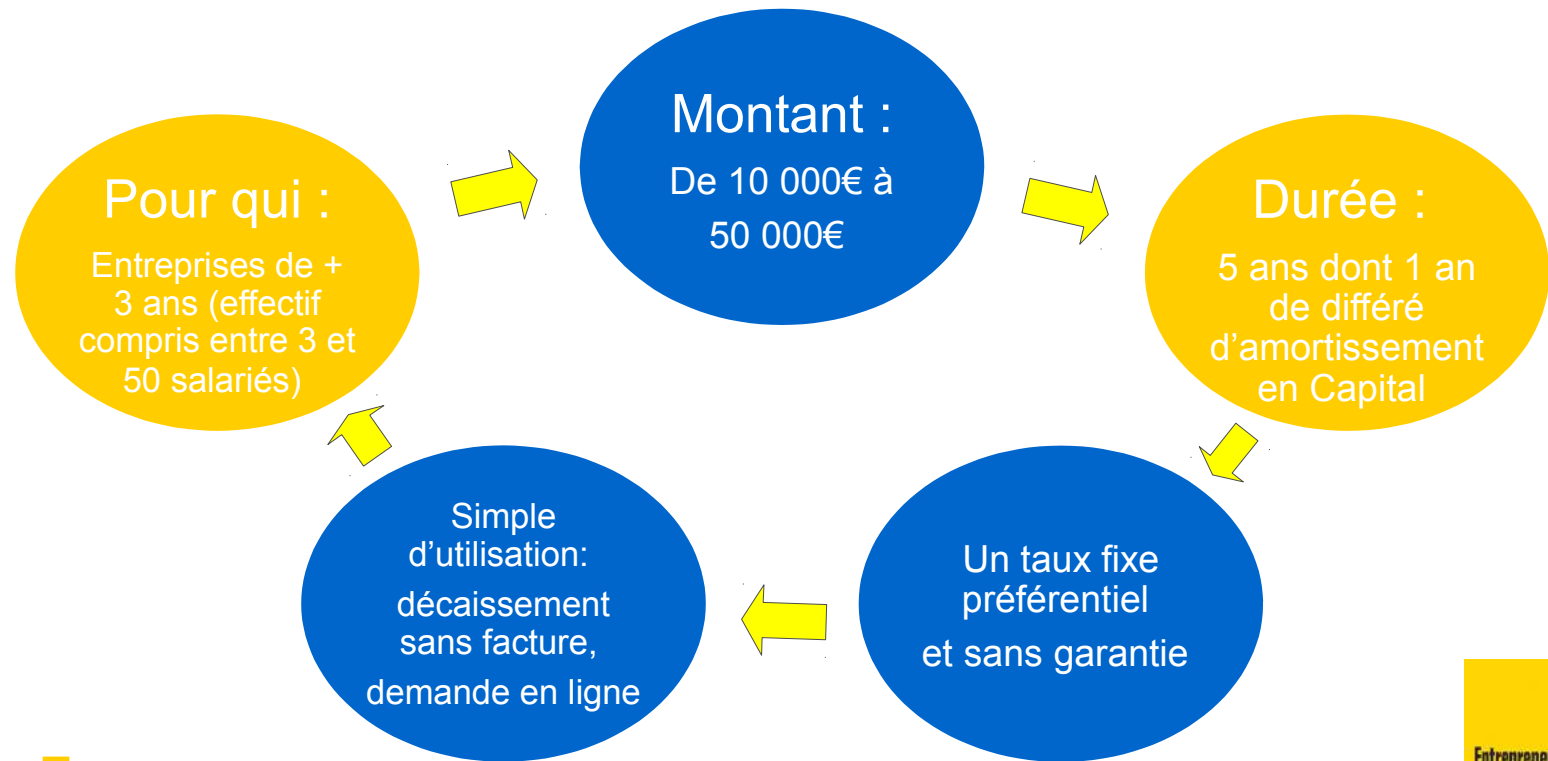 Pour qui :
Entreprises de +
3 ans (effectif
compris entre 3 et
50 salariés)
Montant :
De 10 000€ à
50 000€
Durée :
5 ans dont 1 an
de différé
d’amortissement
en Capital
Un taux fixe
préférentiel
et sans garantie
Simple
d’utilisation:
décaissement
sans facture,
demande en ligne